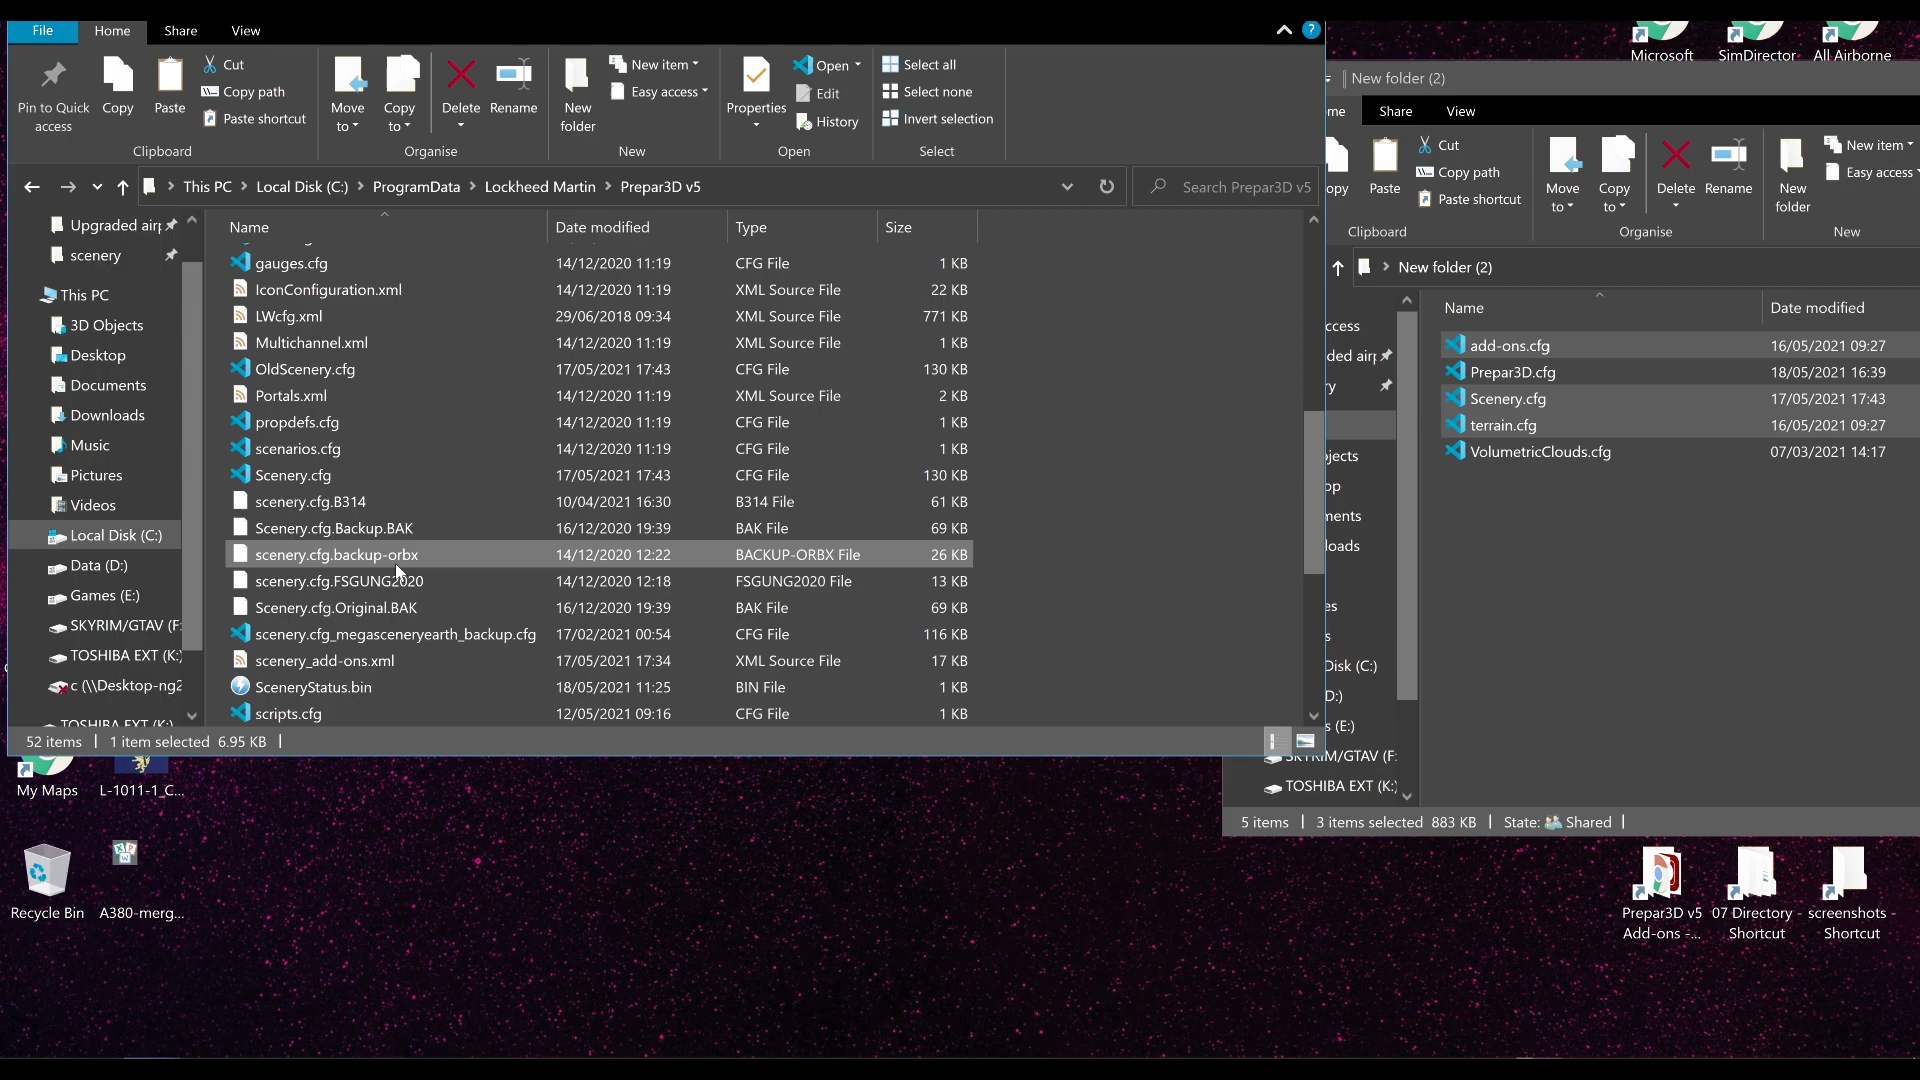 File Home Share View
Pin to Quick access
Copy
Paste
Cut
Copy path
Paste shortcut
Clipboard
Move to
Copy to
Delete
Rename
Organise
New folder
New item
Easy access
New
Properties
Open
Edit
History
Open
Select all
Select none
Invert selection
Select
This PC Local Disk (C:) ProgramData Lockheed Martin Prepar3D v5
Search Prepar3D v5
Upgraded airp
scenery
This PC
3D Objects
Desktop
Documents
Downloads
Music
Pictures
Videos
Local Disk (C:)
Data (D:)
Games (E:)
SKYRIM/GTAV (F:
TOSHIBA EXT (K:)
c (\\Desktop-ng2
TOSHIBA EXT (K:)
Name Date modified Type Size
gauges.cfg 14/12/2020 11:19 CFG File 1 KB
IconConfiguration.xml 14/12/2020 11:19 XML Source File 22 KB
LWcfg.xml 29/06/2018 09:34 XML Source File 771 KB
Multichannel.xml 14/12/2020 11:19 XML Source File 1 KB
OldScenery.cfg 17/05/2021 17:43 CFG File 130 KB
Portals.xml 14/12/2020 11:19 XML Source File 2 KB
propdefs.cfg 14/12/2020 11:19 CFG File 1 KB
scenarios.cfg 14/12/2020 11:19 CFG File 1 KB
Scenery.cfg 17/05/2021 17:43 CFG File 130 KB
scenery.cfg.B314 10/04/2021 16:30 B314 File 61 KB
Scenery.cfg.Backup.BAK 16/12/2020 19:39 BAK File 69 KB
scenery.cfg.backup-orbx 14/12/2020 12:22 BACKUP-ORBX File 26 KB
scenery.cfg.FSGUNG2020 14/12/2020 12:18 FSGUNG2020 File 13 KB
Scenery.cfg.Original.BAK 16/12/2020 19:39 BAK File 69 KB
scenery.cfg_megasceneryearth_backup.cfg 17/02/2021 00:54 CFG File 116 KB
scenery_add-ons.xml 17/05/2021 17:34 XML Source File 17 KB
SceneryStatus.bin 18/05/2021 11:25 BIN File 1 KB
scripts.cfg 12/05/2021 09:16 CFG File 1 KB
52 items | 1 item selected 6.95 KB |
Microsoft
SimDirector
All Airborne
New folder (2)
me Share View
opy
Paste
Cut
Copy path
Paste shortcut
Clipboard
Move to
Copy to
Delete
Rename
Organise
New folder
New item
Easy access
New
New folder (2)
ccess
ded airp
ry
jects
op
ments
loads
es
s
Disk (C:)
D:)
s (E:)
SKYRIM/GTAV (F:
TOSHIBA EXT (K:)
Name Date modified
add-ons.cfg 16/05/2021 09:27
Prepar3D.cfg 18/05/2021 16:39
Scenery.cfg 17/05/2021 17:43
terrain.cfg 16/05/2021 09:27
VolumetricClouds.cfg 07/03/2021 14:17
5 items | 3 items selected 883 KB | State: Shared |
My Maps
L-1011-1_C...
Recycle Bin
A380-merg...
Prepar3D v5 Add-ons -...
07 Directory - Shortcut
screenshots - Shortcut